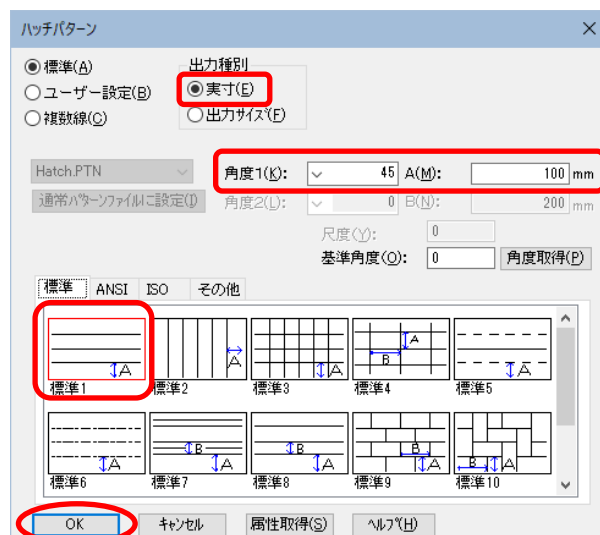 ハッチパターン
標準(A) 出力種別
ユーザー設定(B) 実寸(E)
複数線(C) 出力サイズ(F)
Hatch.PTN 角度1(K): 45 A(M): 100 mm
通常パターンファイルに設定(I) 角度2(L): 0 B(N): 200 mm
尺度(Y): 0
基準角度(O): 0 角度取得(P)
標準 ANSI ISO その他
A A A A B A
標準1 標準2 標準3 標準4 標準5
A B A B A B A B A
標準6 標準7 標準8 標準9 標準10
OK キャンセル 属性取得(S) ヘルプ(H)